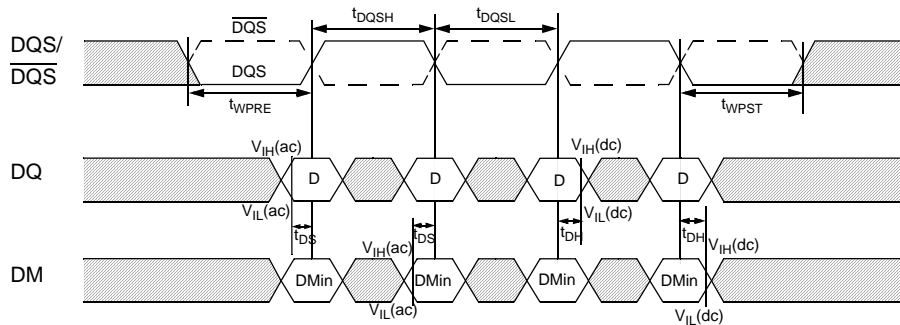 tDQSH tDQSL
DQS
DQS/
DQS
DQS
tWPRE tWPST
VIH(ac) VIH(dc)
DQ D D D D
VIL(ac) VIL(dc)
tDS tDS tDH tDH
VIH(ac) VIH(dc)
DM DMin DMin DMin DMin
VIL(ac) VIL(dc)